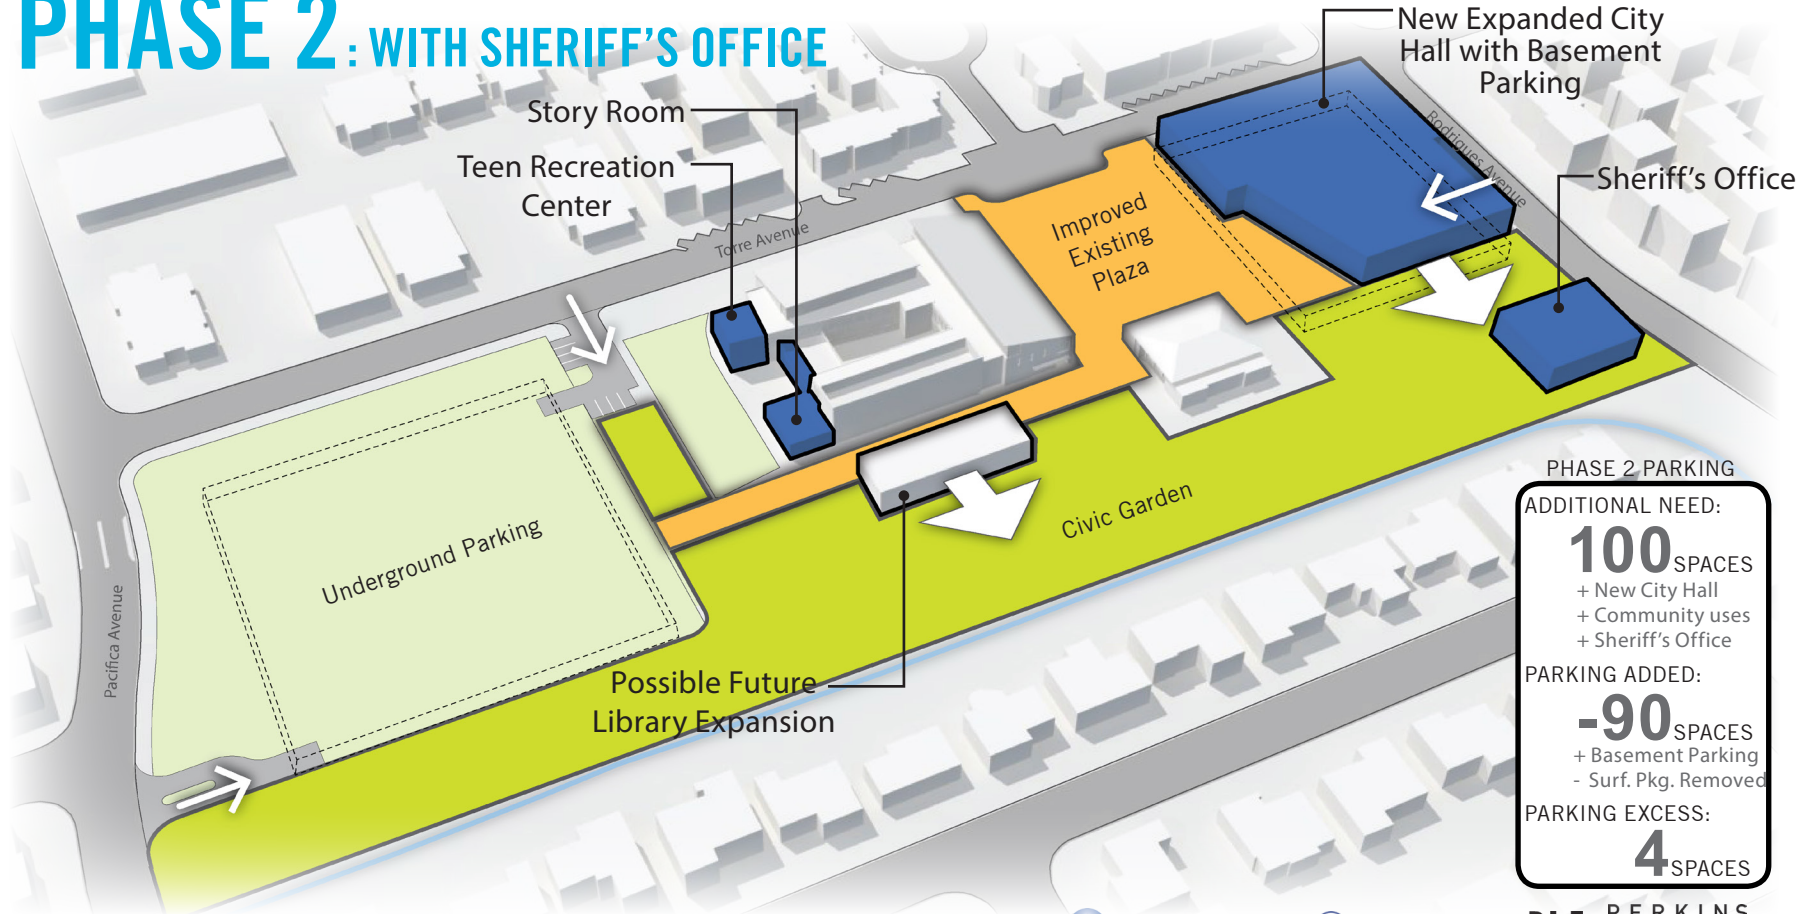 PHASE 2: WITH SHERIFF'S OFFICE
New Expanded City
Hall with Basement
Parking
Story Room
Teen Recreation
Center
Rodrigues Avenue
Sheriff's Office
Torre Avenue
Improved
Existing
Plaza
Underground Parking
Civic Garden
Pacifica Avenue
Possible Future
Library Expansion
PHASE 2 PARKING
ADDITIONAL NEED:
100 SPACES
+ New City Hall
+ Community uses
+ Sheriff's Office
PARKING ADDED:
-90 SPACES
+ Basement Parking
- Surf. Pkg. Removed
PARKING EXCESS:
4 SPACES
PERKINS